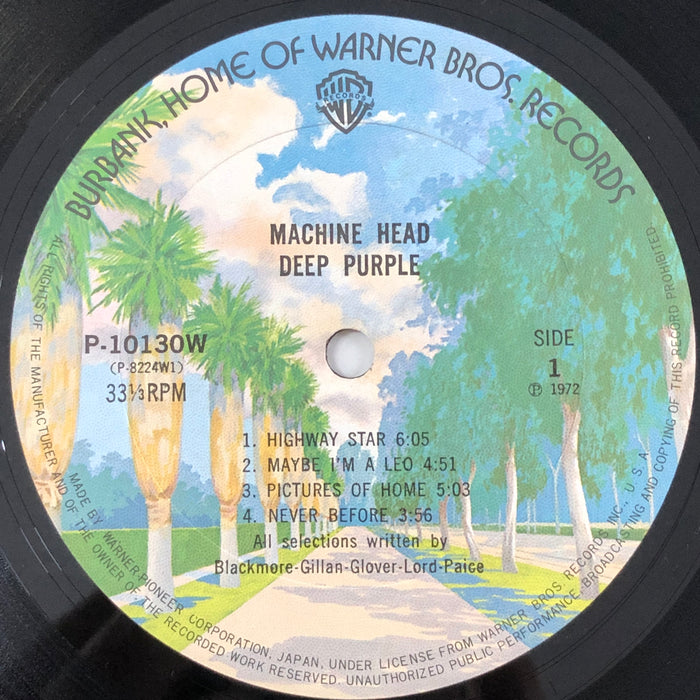 BURBANK, HOME OF WARNER BROS. RECORDS
WB
RECORDS
MACHINE HEAD
DEEP PURPLE
P-10130W
(P-8224W1)
33⅓RPM
SIDE
1
Ⓟ 1972
1. HIGHWAY STAR 6:05
2. MAYBE I'M A LEO 4:51
3. PICTURES OF HOME 5:03
4. NEVER BEFORE 3:56
All selections written by
Blackmore-Gillan-Glover-Lord-Paice
MADE BY WARNER-PIONEER CORPORATION, JAPAN, UNDER LICENSE FROM WARNER BROS. RECORDS INC., U.S.A.
ALL RIGHTS OF THE MANUFACTURER AND OF THE OWNER OF THE RECORDED WORK RESERVED. UNAUTHORIZED PUBLIC PERFORMANCE, BROADCASTING AND COPYING OF THIS RECORD PROHIBITED.